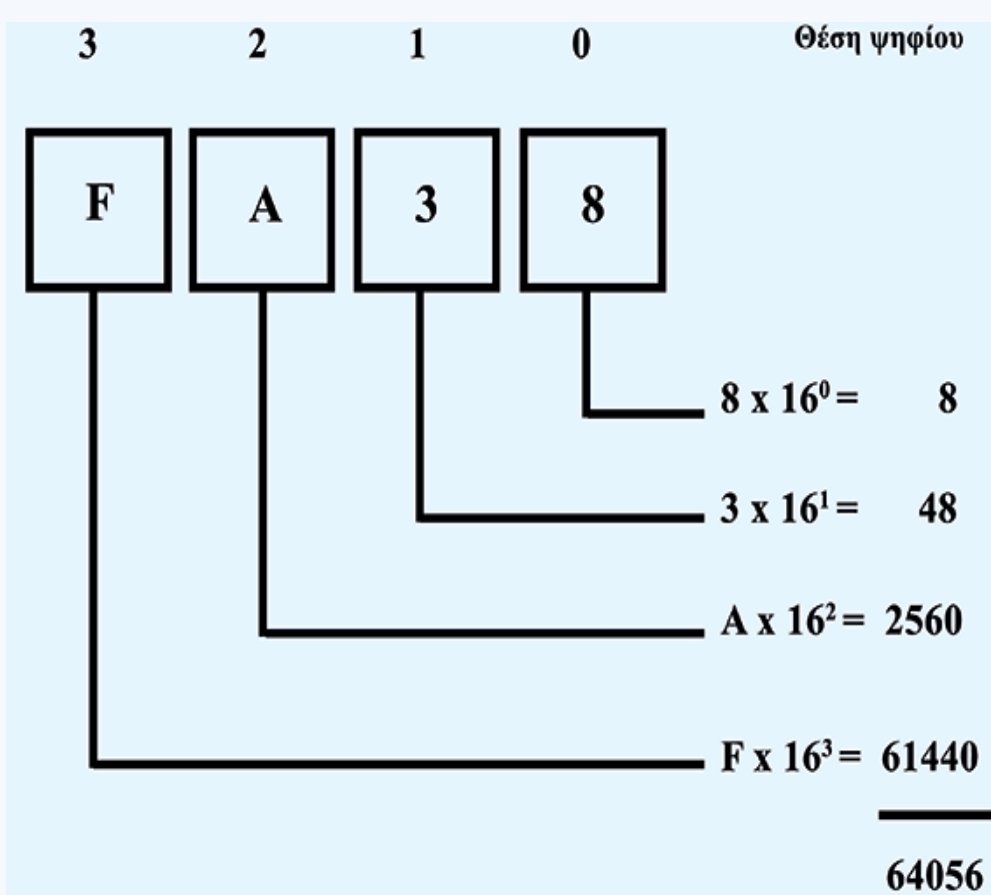 3 2 1 0 Θέση ψηφίου
F A 3 8
8 x 16⁰ = 8
3 x 16¹ = 48
A x 16² = 2560
F x 16³ = 61440
64056